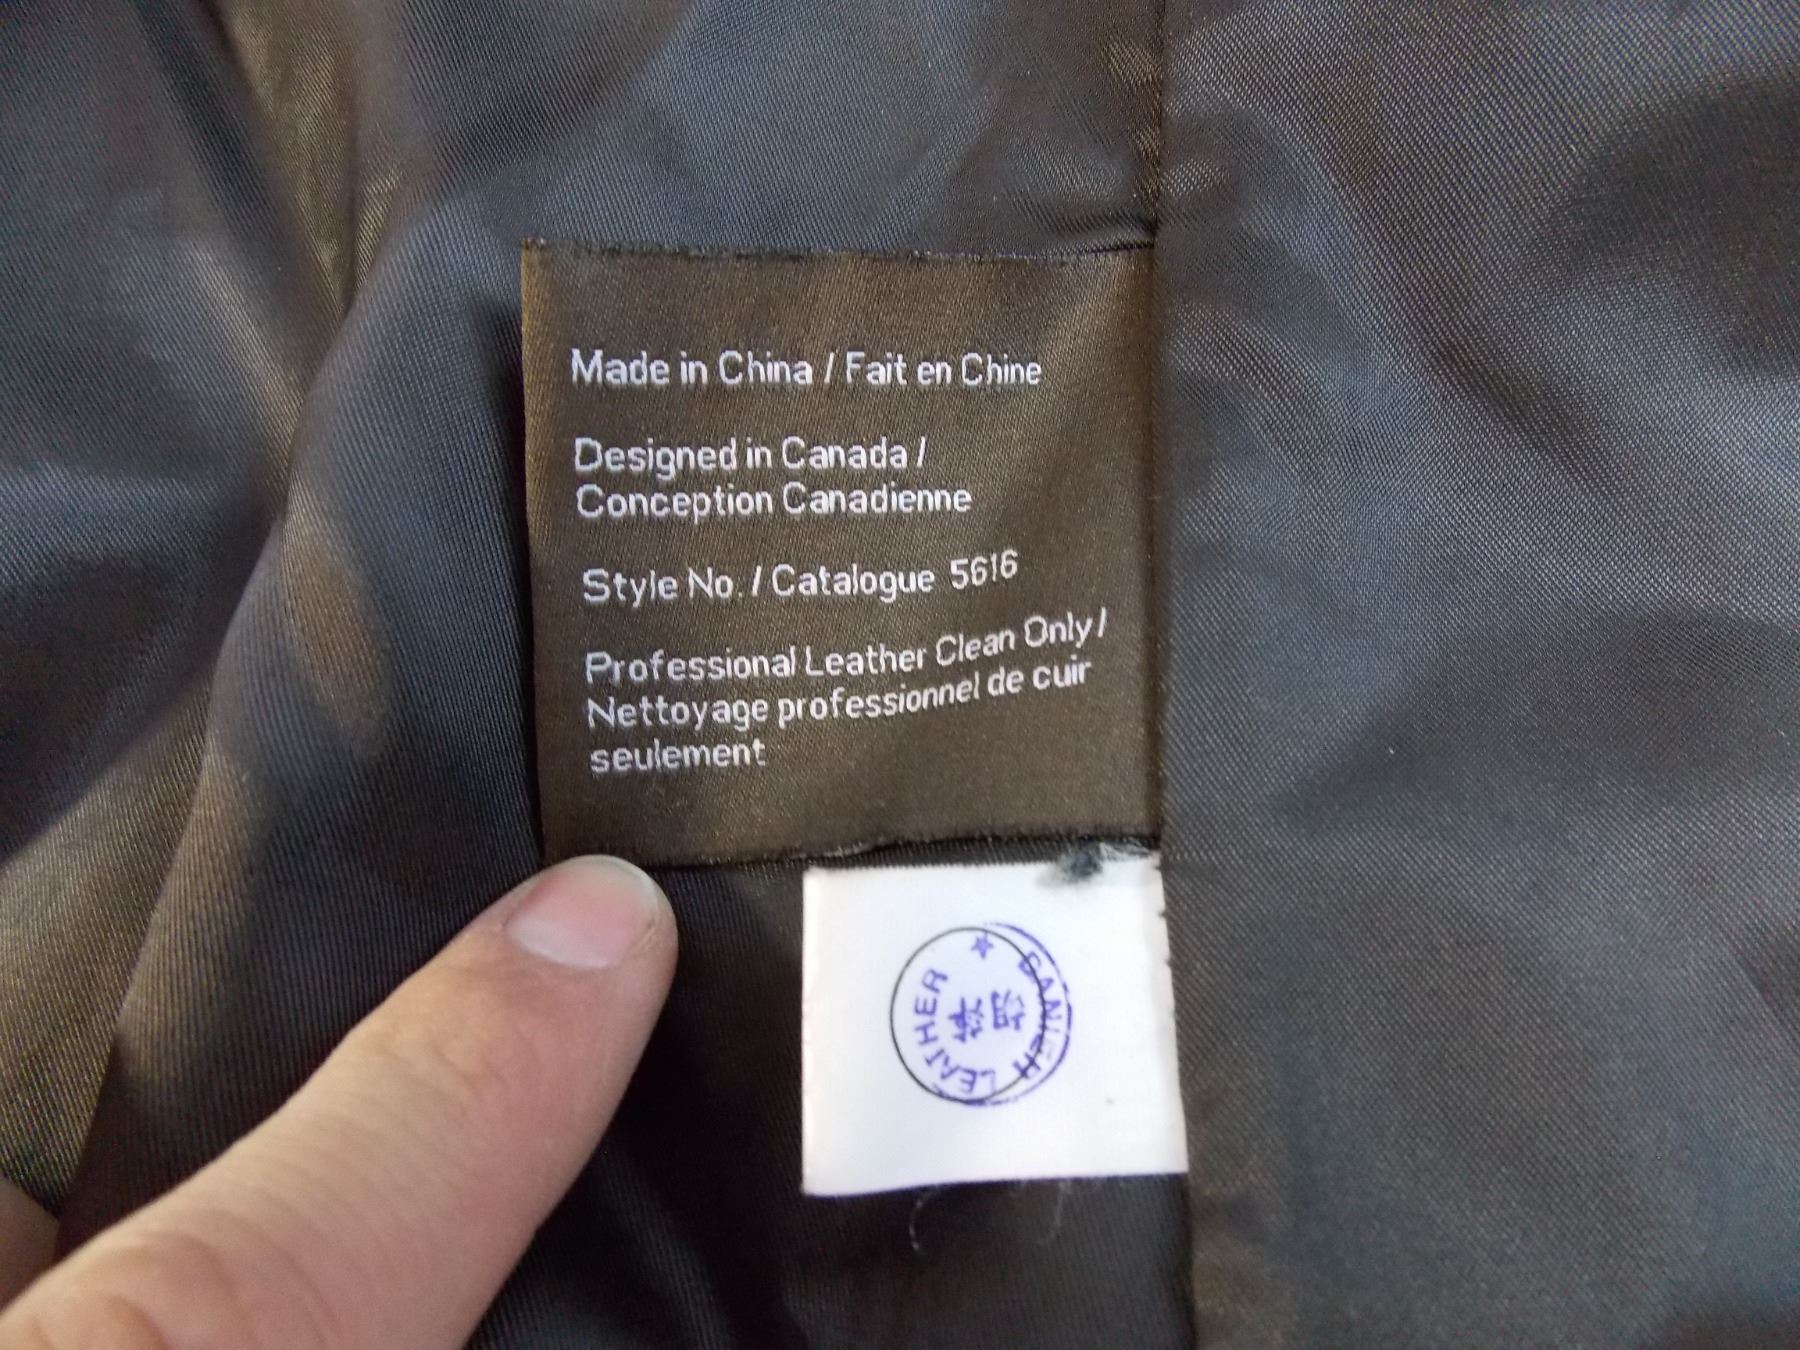 Made in China / Fait en Chine
Designed in Canada /
Conception Canadienne
Style No. / Catalogue 5616
Professional Leather Clean Only /
Nettoyage professionnel de cuir
seulement
DANIER LEATHER